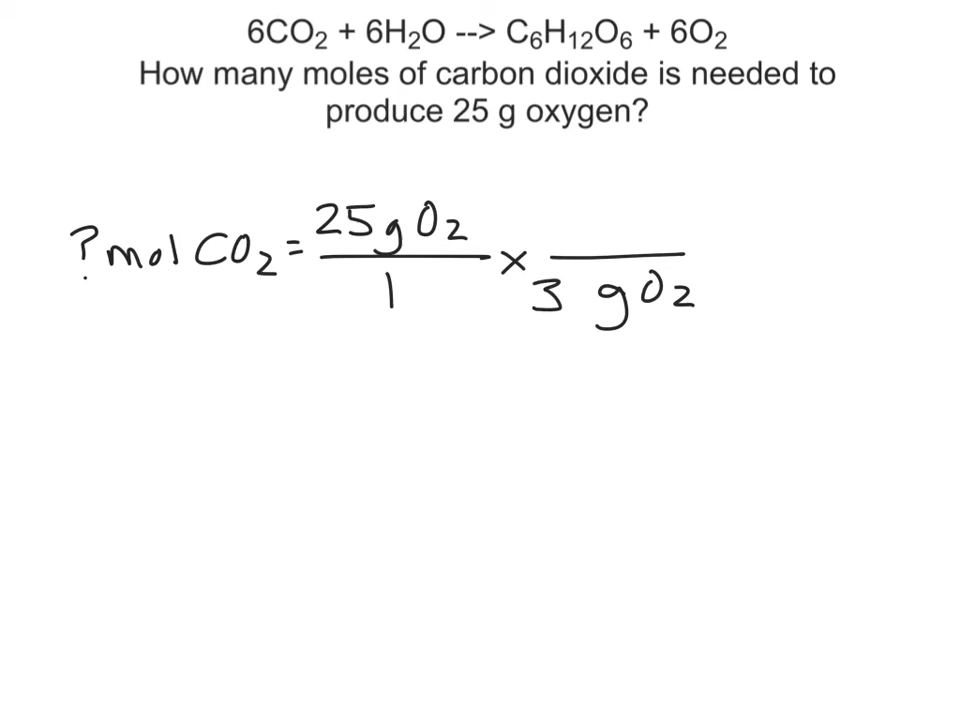 6CO₂ + 6H₂O --> C₆H₁₂O₆ + 6O₂
How many moles of carbon dioxide is needed to
produce 25 g oxygen?
? mol CO₂ = 25 g O₂ / 1 × / 3 g O₂